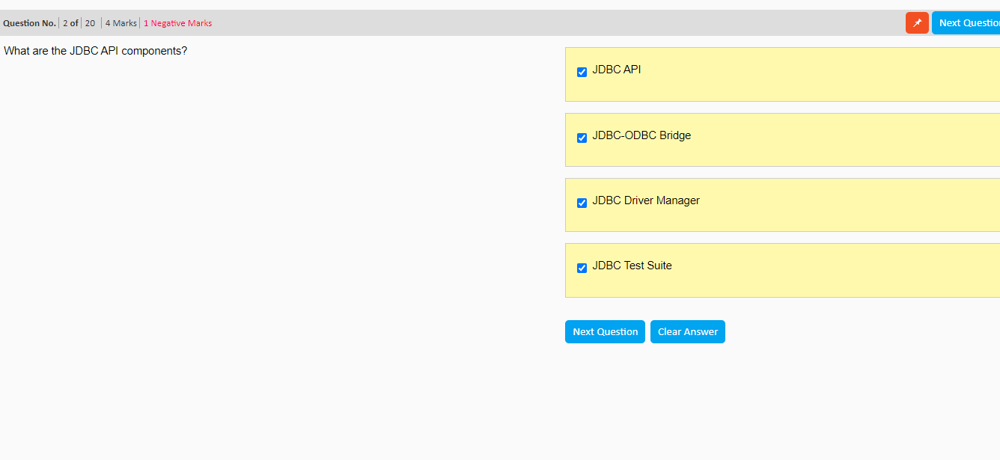 Question No. 2 of 20 4 Marks 1 Negative Marks Next Questio
What are the JDBC API components?
JDBC API
JDBC-ODBC Bridge
JDBC Driver Manager
JDBC Test Suite
Next Question Clear Answer